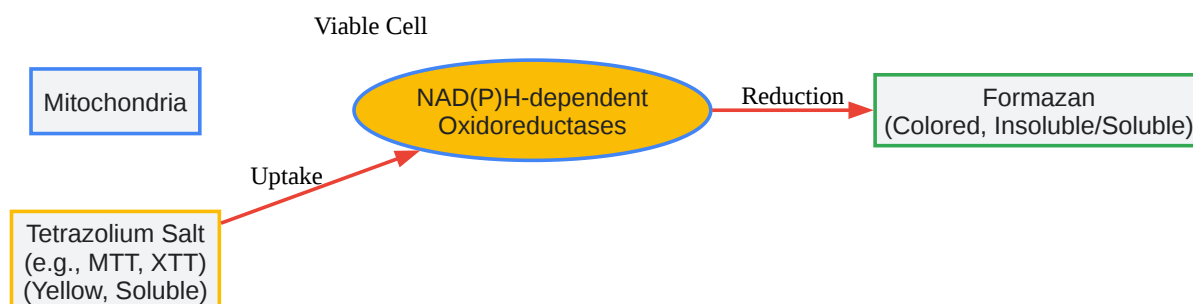 Viable Cell
Mitochondria
NAD(P)H-dependent
Oxidoreductases
Reduction
Formazan
(Colored, Insoluble/Soluble)
Uptake
Tetrazolium Salt
(e.g., MTT, XTT)
(Yellow, Soluble)